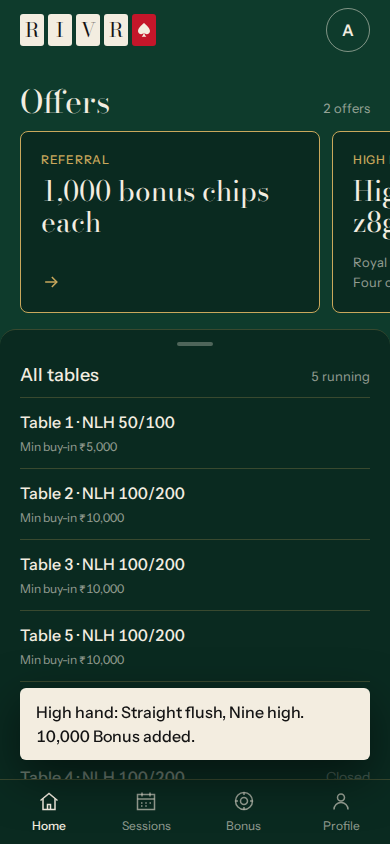 RIVR
A
Offers
2 offers
REFERRAL
1,000 bonus chips
each
→
HIGH
Hig
z8g
Royal
Four
All tables
5 running
Table 1 · NLH 50/100
Min buy-in ₹5,000
Table 2 · NLH 100/200
Min buy-in ₹10,000
Table 3 · NLH 100/200
Min buy-in ₹10,000
Table 5 · NLH 100/200
Min buy-in ₹10,000
High hand: Straight flush, Nine high.
10,000 Bonus added.
Table 4 · NLH 100/200
Closed
Home
Sessions
Bonus
Profile